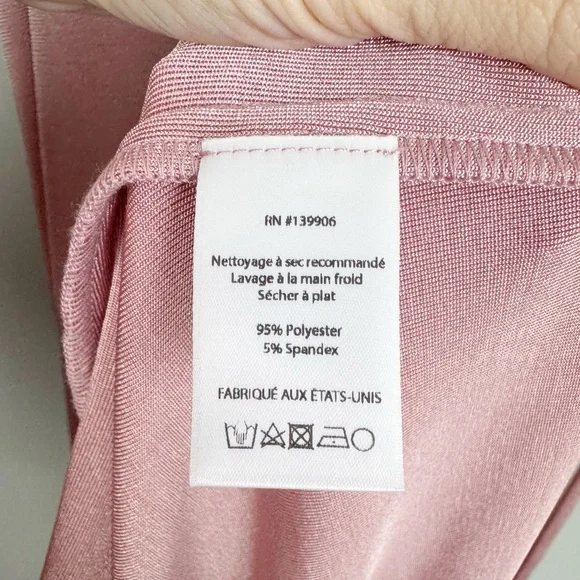 RN #139906
Nettoyage à sec recommandé
Lavage à la main froid
Sécher à plat
95% Polyester
5% Spandex
FABRIQUÉ AUX ÉTATS-UNIS